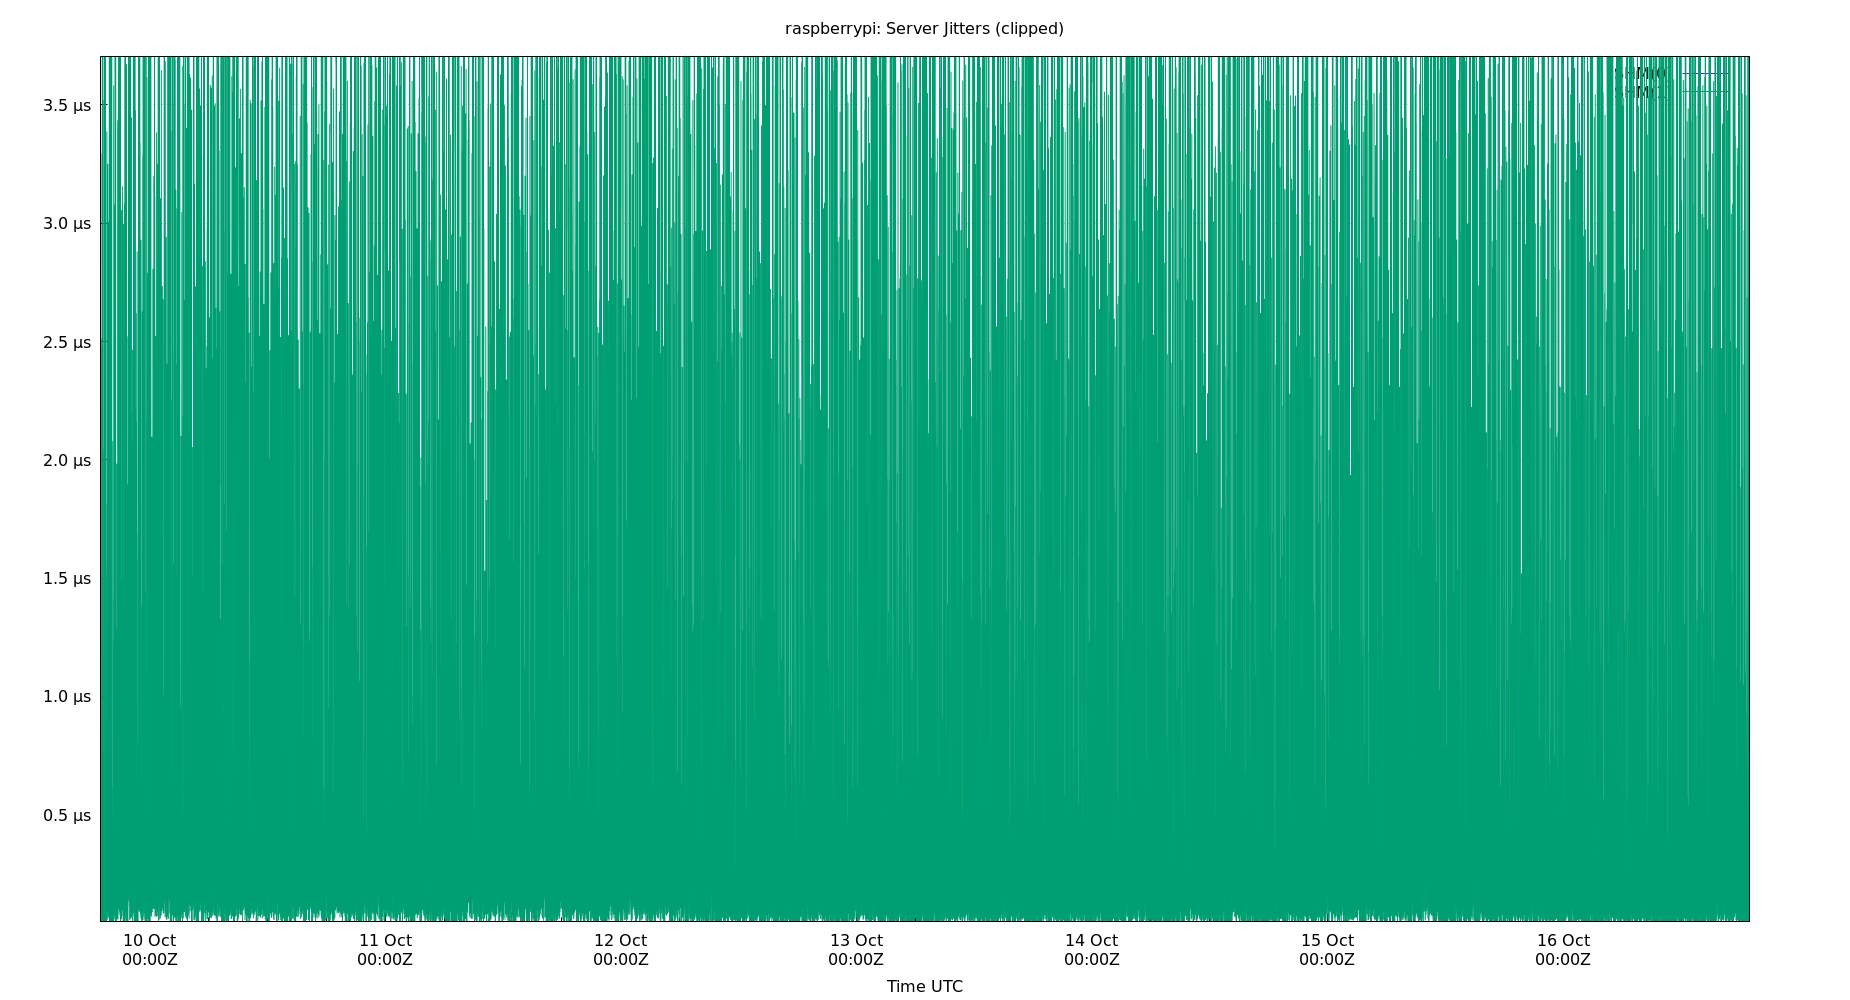 raspberrypi: Server Jitters (clipped)
3.5 µs
3.0 µs
2.5 µs
2.0 µs
1.5 µs
1.0 µs
0.5 µs
10 Oct 11 Oct 12 Oct 13 Oct 14 Oct 15 Oct 16 Oct
00:00Z 00:00Z 00:00Z 00:00Z 00:00Z 00:00Z 00:00Z
Time UTC